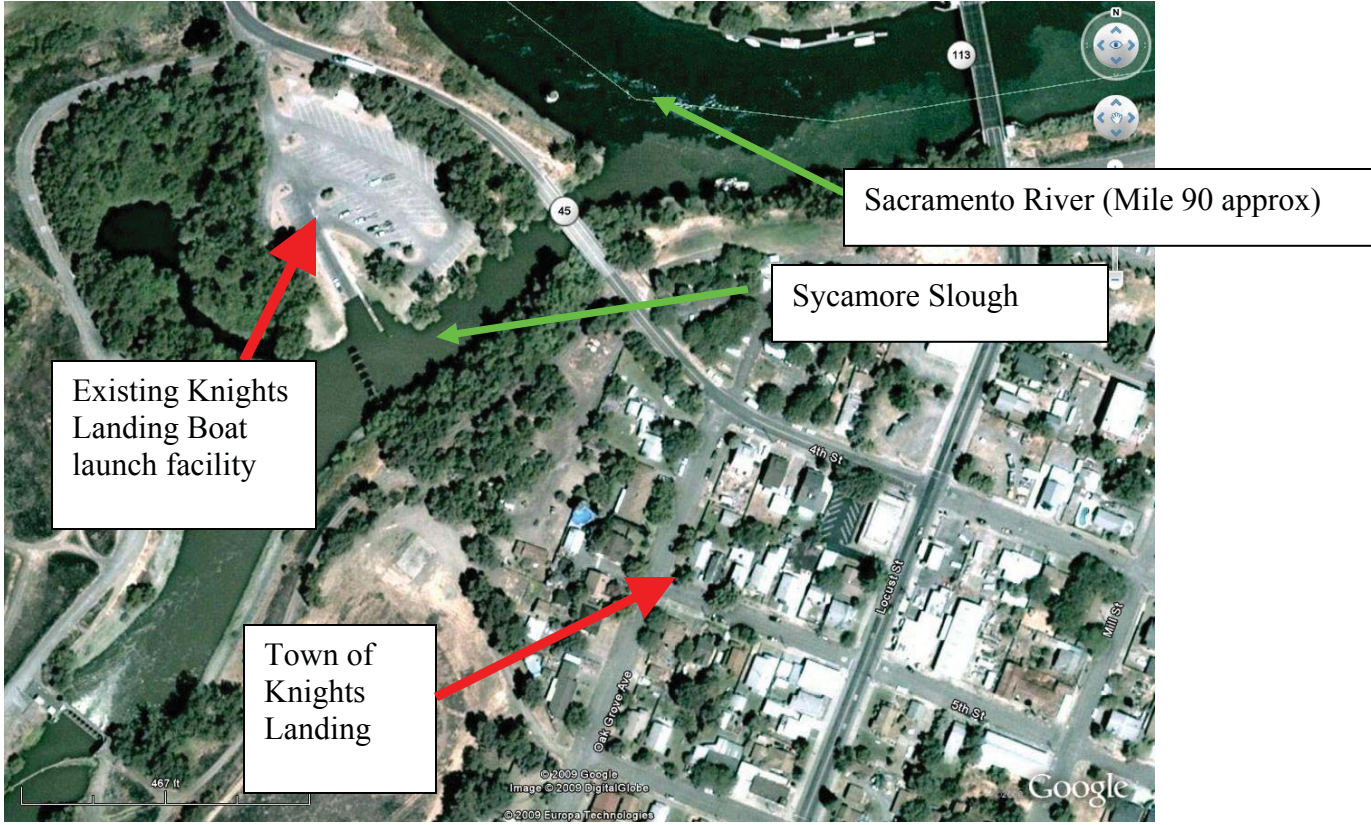 N
113
Sacramento River (Mile 90 approx)
45
Sycamore Slough
Existing Knights
Landing Boat
launch facility
4th St
Locust St
Mill St
Town of
Knights
Landing
Oak Grove Ave
5th St
467 ft
© 2009 Google
Image © 2009 DigitalGlobe
© 2009 Europa Technologies
Google